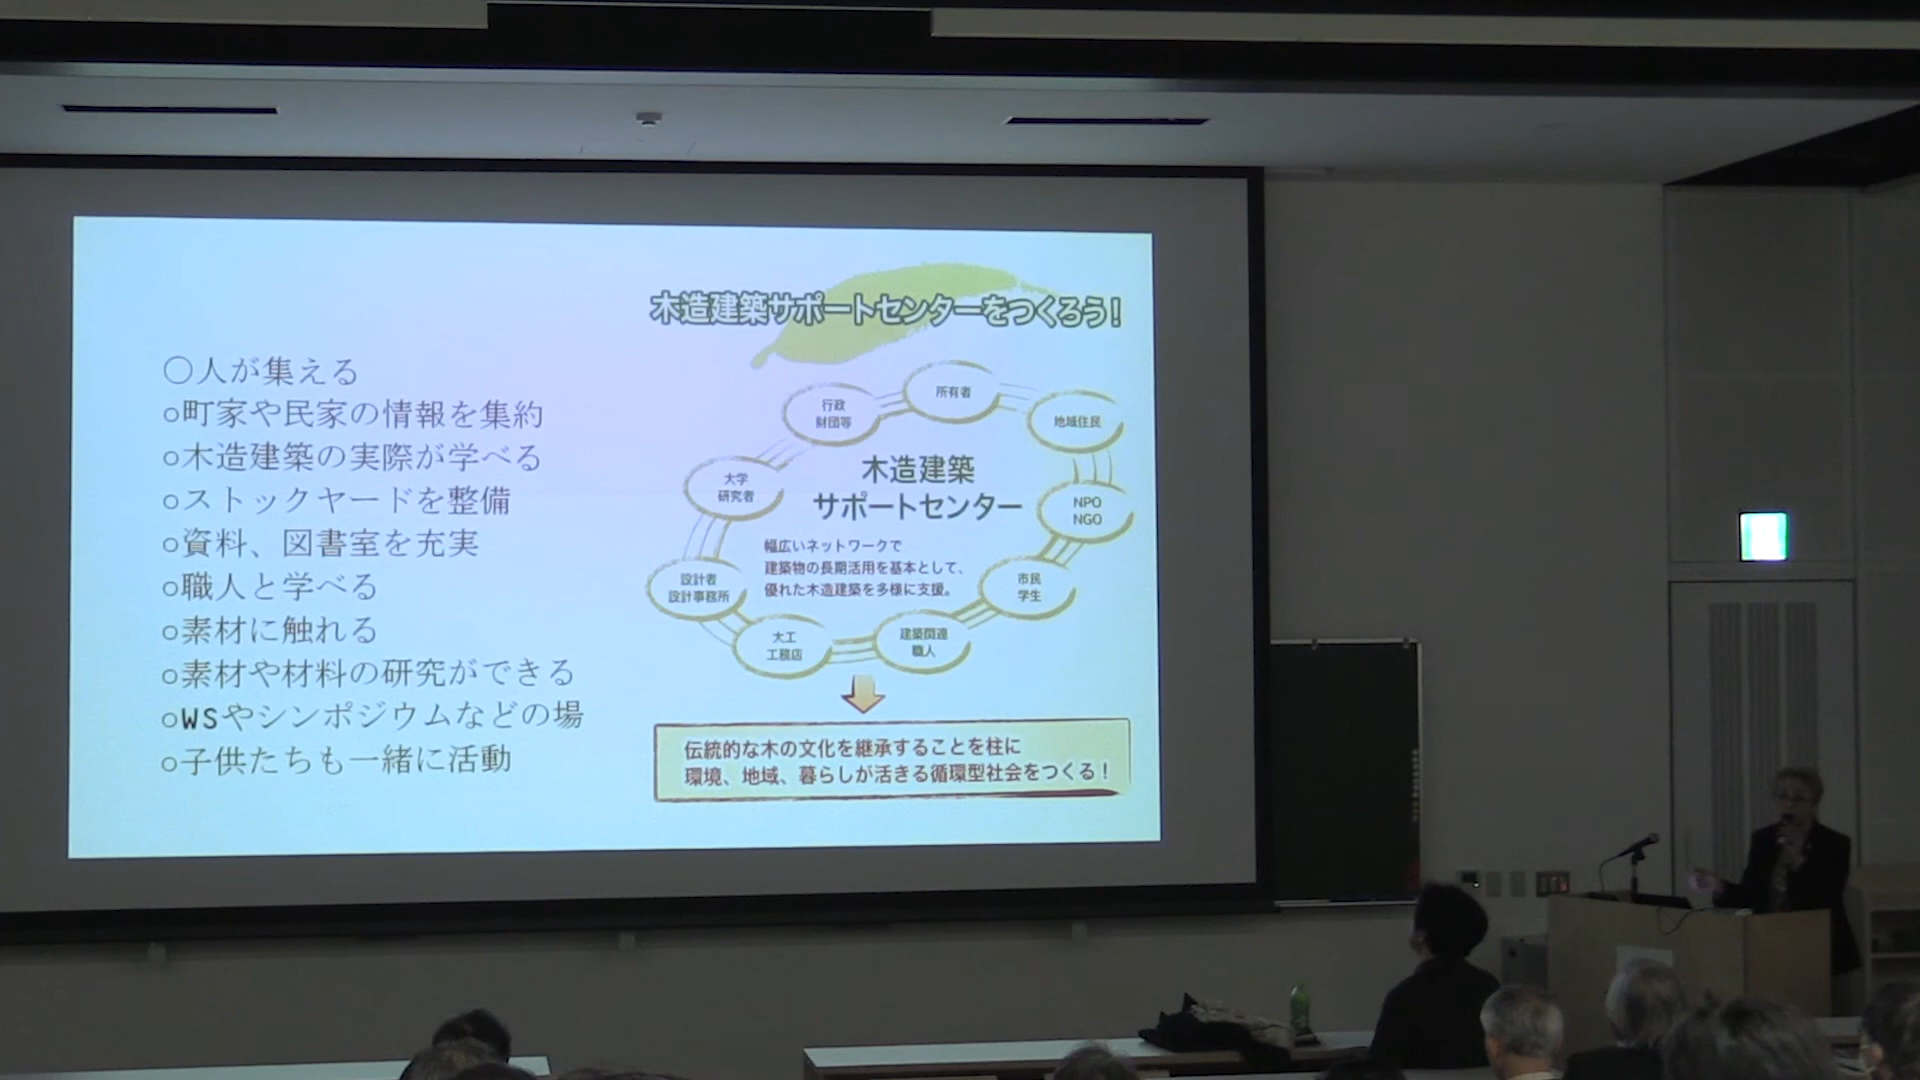 〇人が集える
○町家や民家の情報を集約
○木造建築の実際が学べる
○ストックヤードを整備
○資料、図書室を充実
○職人と学べる
○素材に触れる
○素材や材料の研究ができる
○WSやシンポジウムなどの場
○子供たちも一緒に活動
木造建築サポートセンターをつくろう！
所有者
地域住民
NPO
NGO
市民
学生
建築関連
職人
大工
工務店
設計者
設計事務所
大学
研究者
行政
財団等
木造建築
サポートセンター
幅広いネットワークで
建築物の長期活用を基本として、
優れた木造建築を多様に支援。
伝統的な木の文化を継承することを柱に
環境、地域、暮らしが活きる循環型社会をつくる！